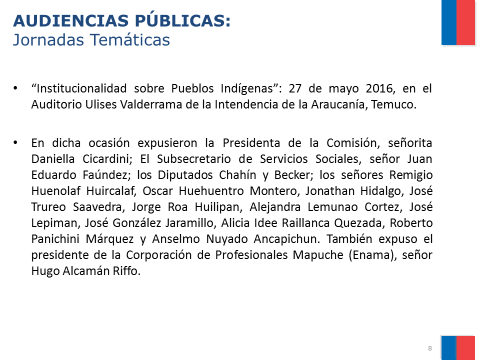 AUDIENCIAS PÚBLICAS:
Jornadas Temáticas
• “Institucionalidad sobre Pueblos Indígenas”: 27 de mayo 2016, en el
Auditorio Ulises Valderrama de la Intendencia de la Araucanía, Temuco.
• En dicha ocasión expusieron la Presidenta de la Comisión, señorita
Daniella Cicardini; El Subsecretario de Servicios Sociales, señor Juan
Eduardo Faúndez; los Diputados Chahín y Becker; los señores Remigio
Huenolaf Huircalaf, Oscar Huehuentro Montero, Jonathan Hidalgo, José
Trureo Saavedra, Jorge Roa Huilipan, Alejandra Lemunao Cortez, José
Lepiman, José González Jaramillo, Alicia Idee Raillanca Quezada, Roberto
Panichini Márquez y Anselmo Nuyado Ancapichun. También expuso el
presidente de la Corporación de Profesionales Mapuche (Enama), señor
Hugo Alcamán Riffo.
8